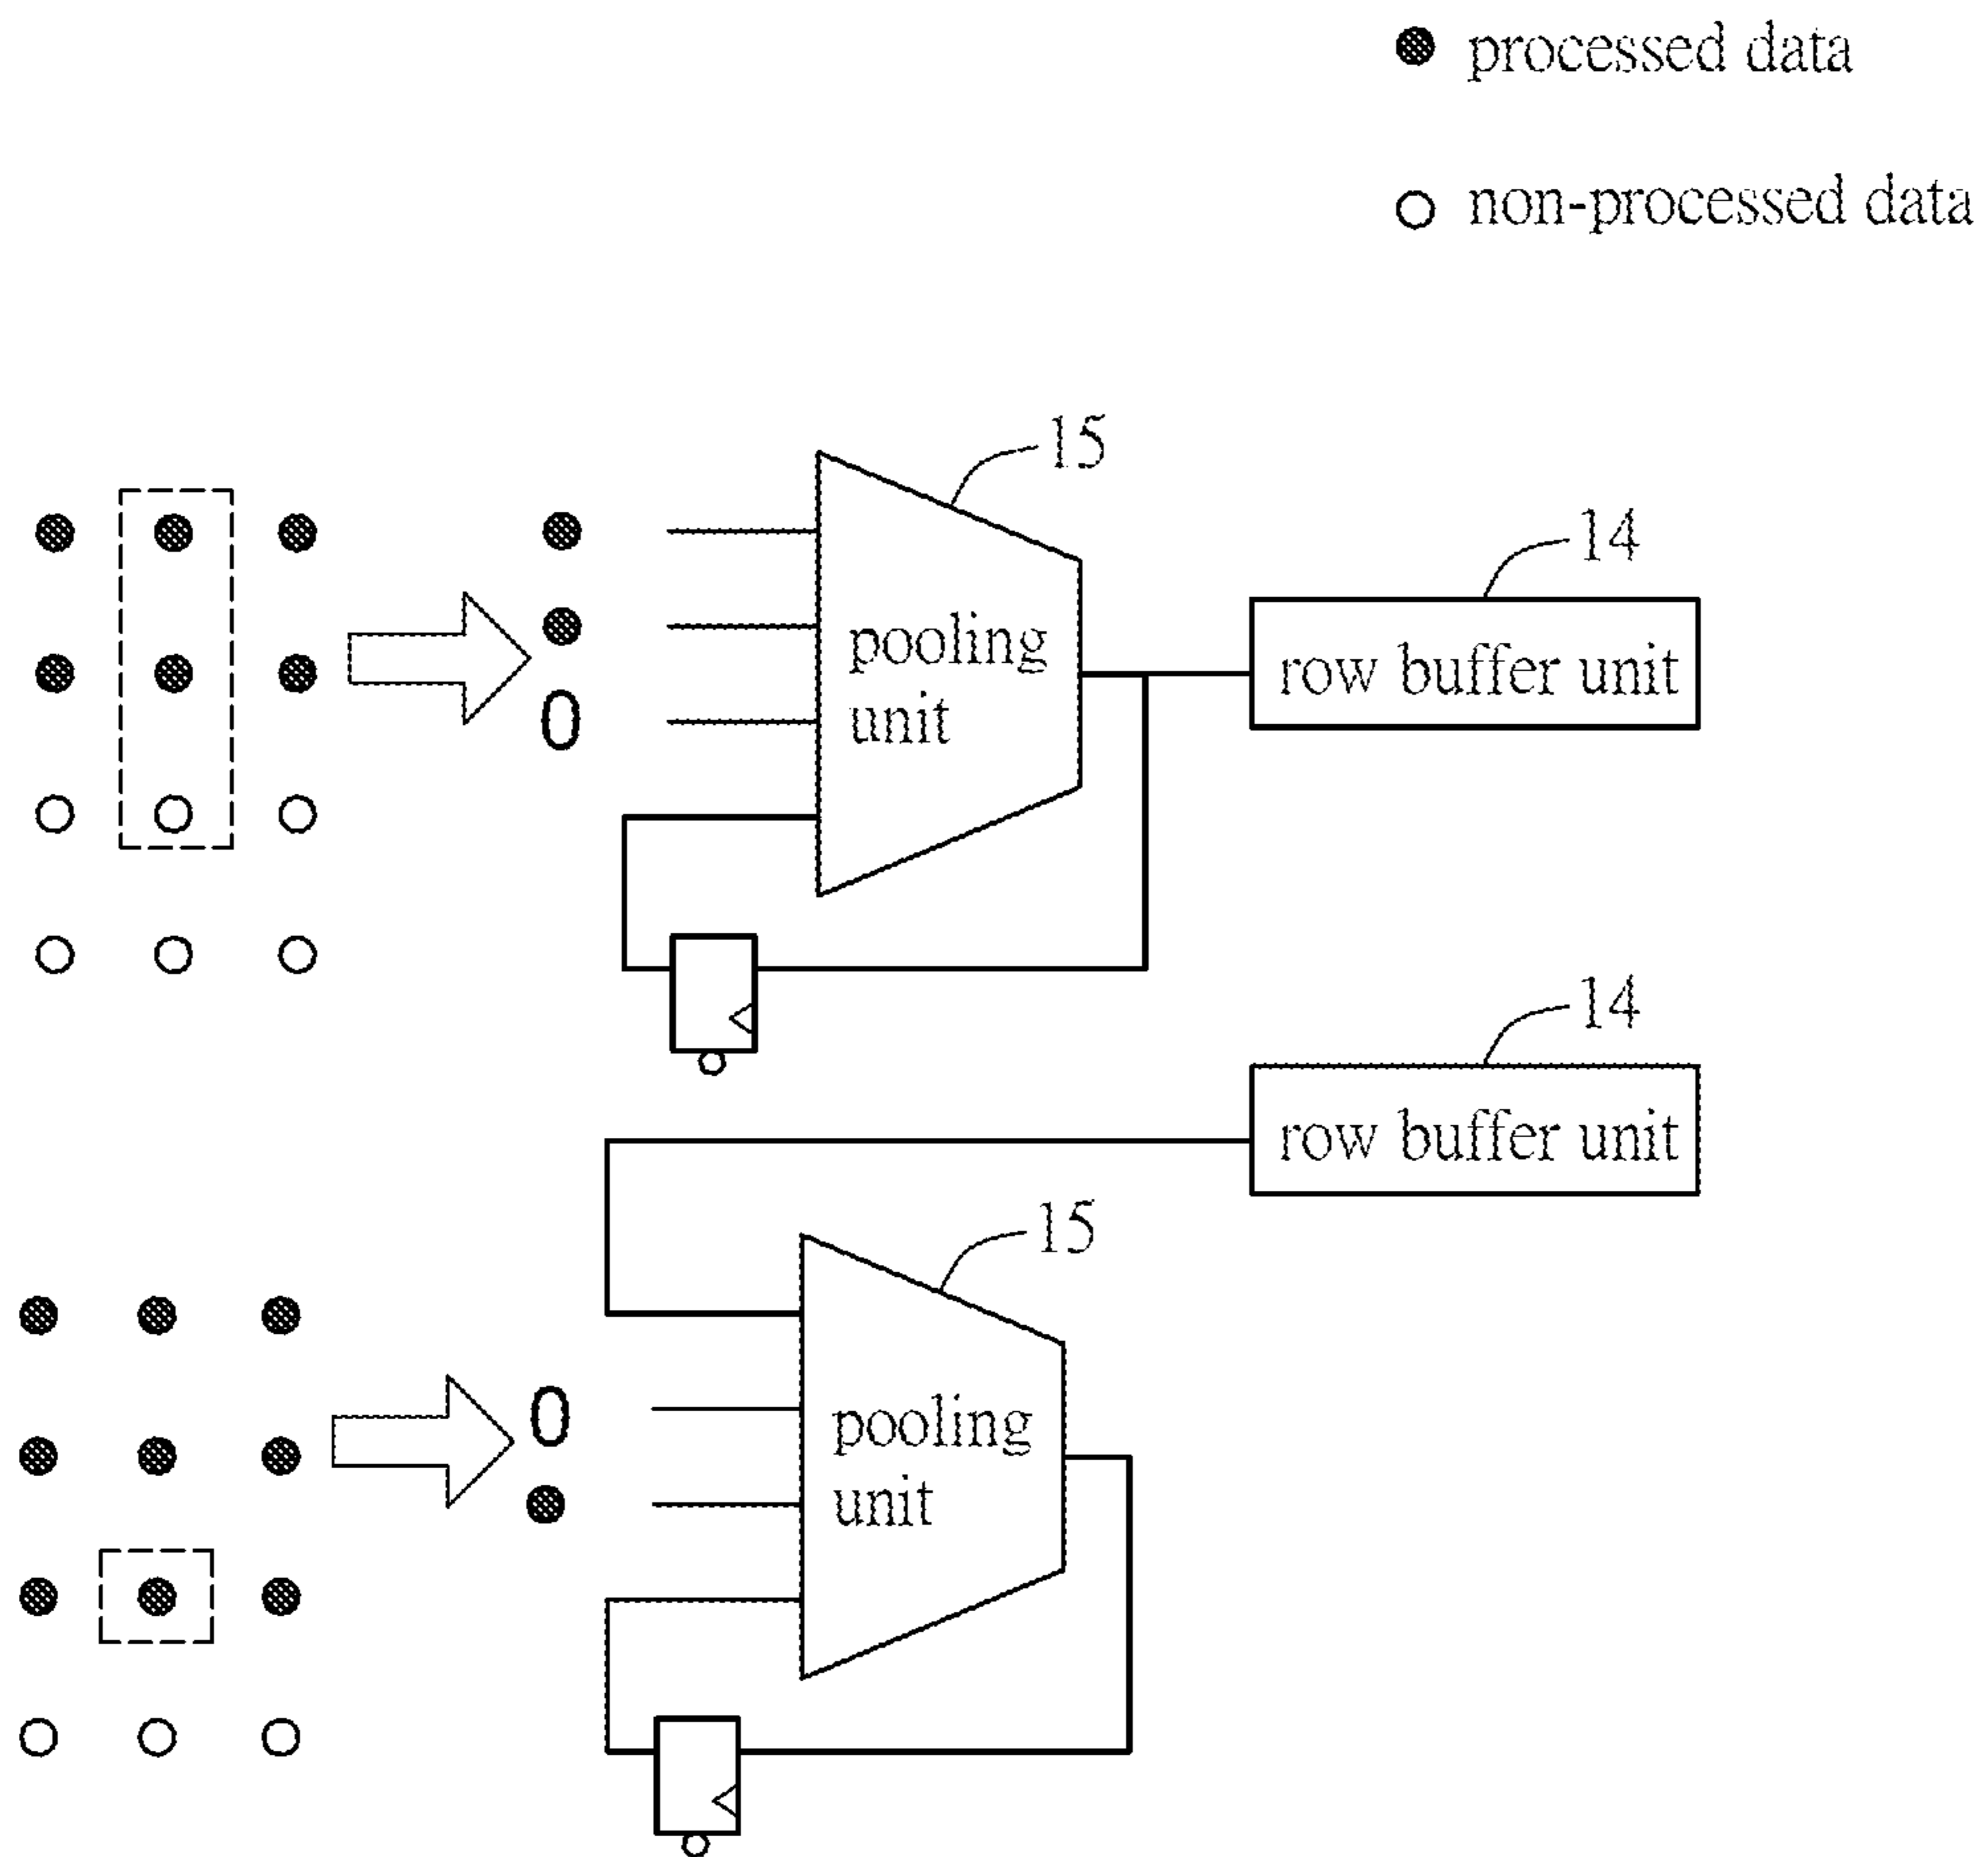 processed data
non-processed data
15
14
0
pooling
unit
row buffer unit
14
row buffer unit
15
0
pooling
unit